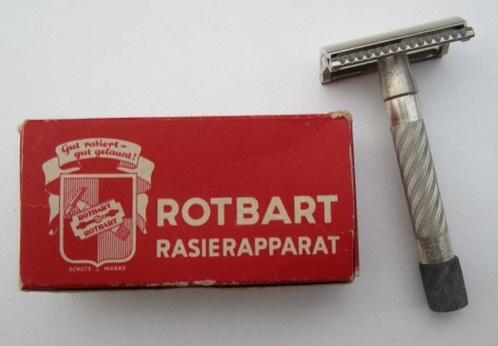 Gut rasiert –
gut gelaunt!
ROTBART
ROTBART
SCHUTZ MARKE
ROTBART
RASIERAPPARAT